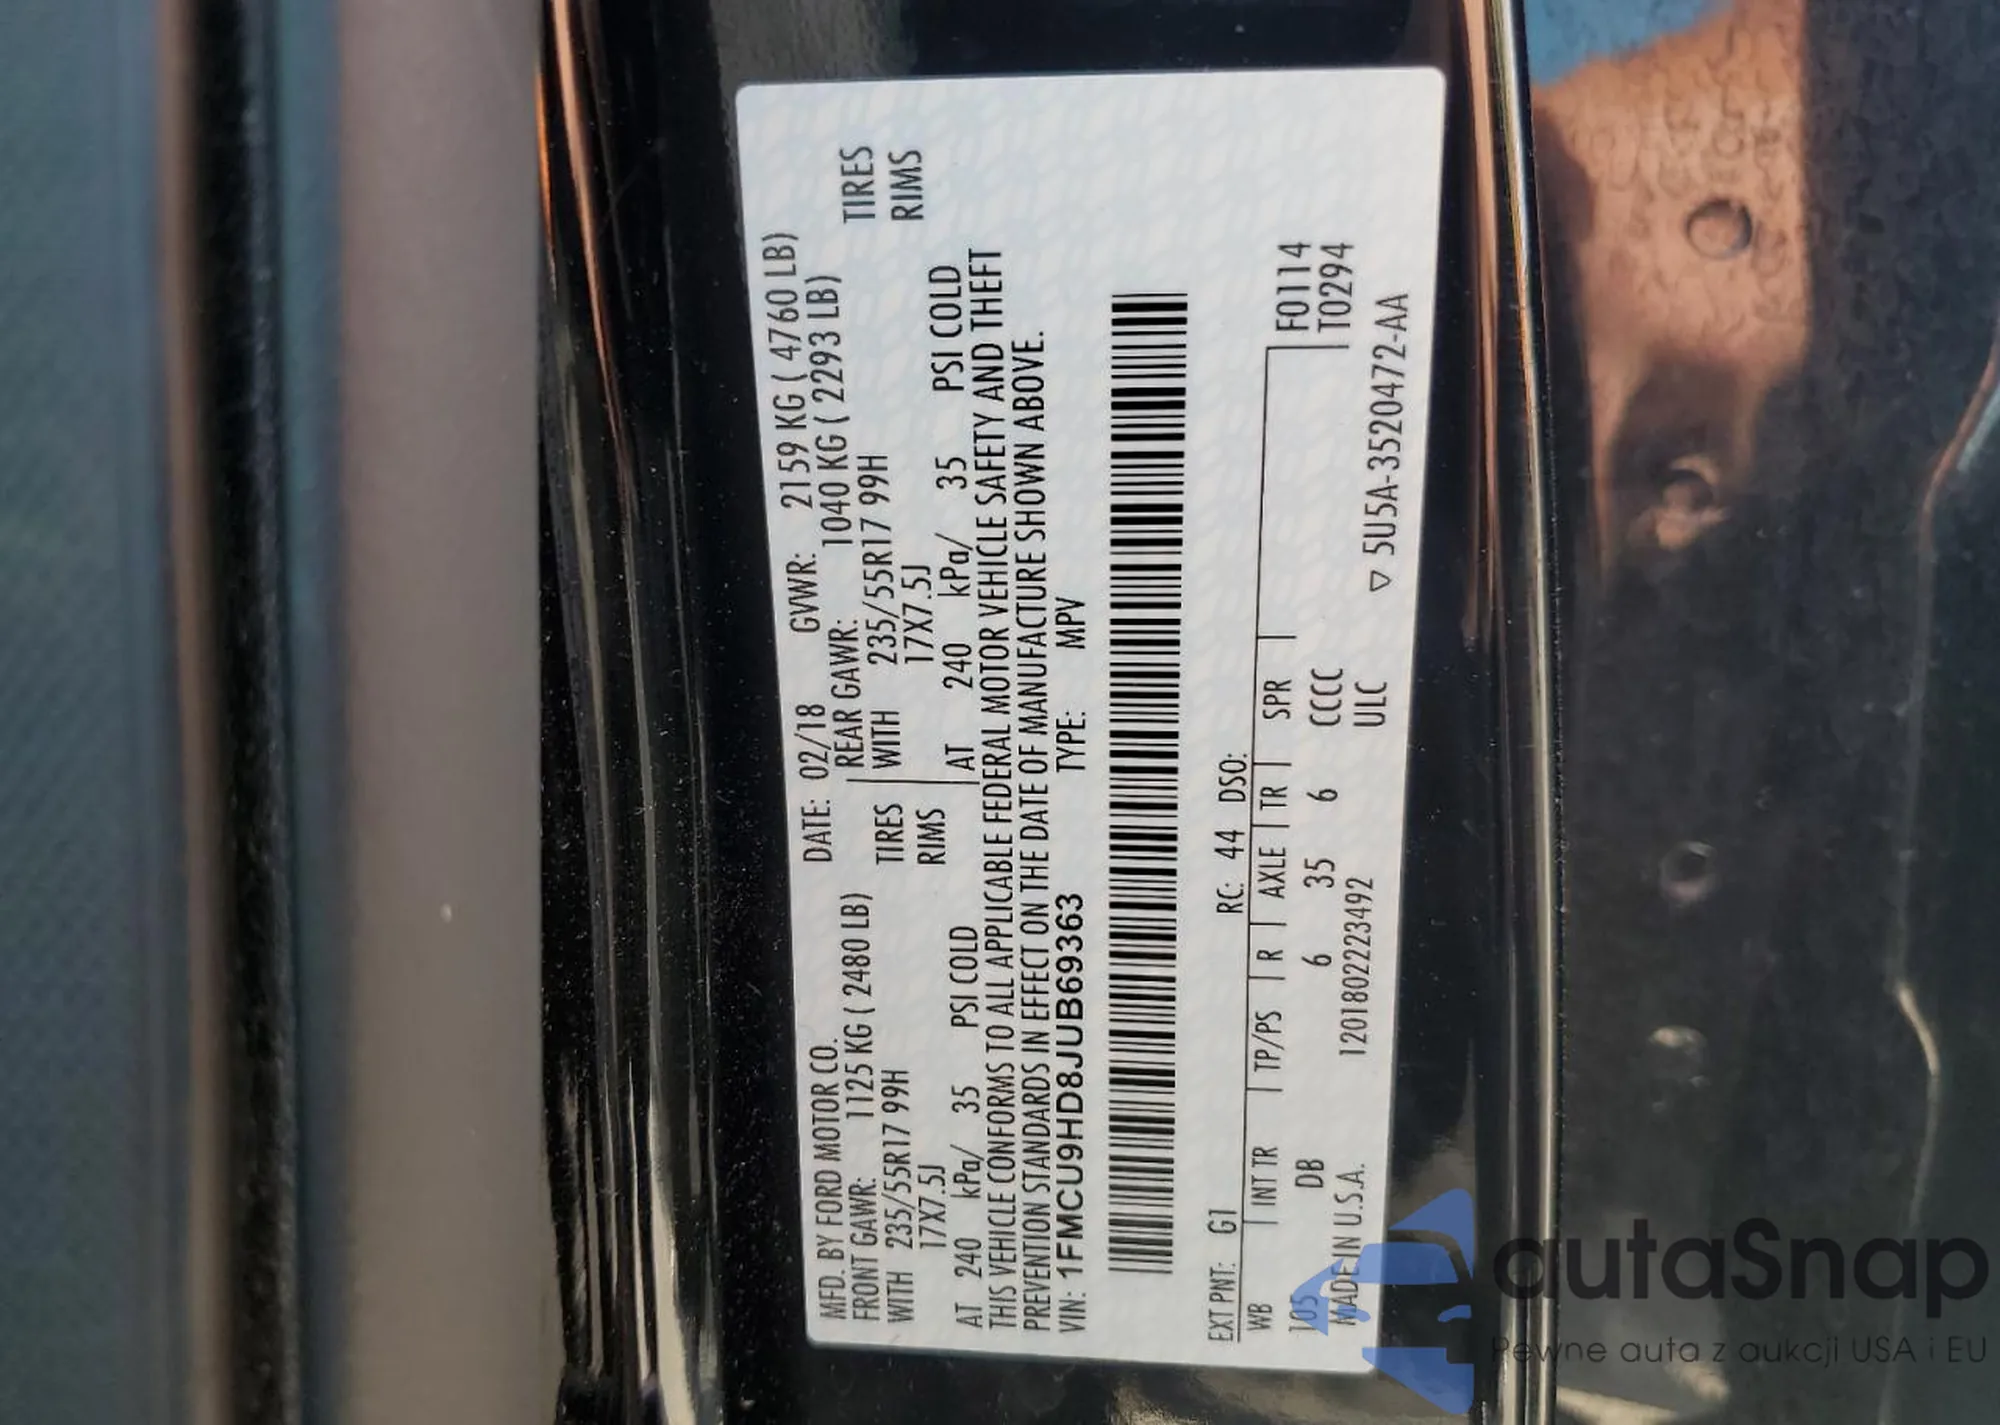 MFD. BY FORD MOTOR CO. DATE: 02/18 GVWR: 2159 KG ( 4760 LB)
FRONT GAWR: 1125 KG ( 2480 LB) REAR GAWR: 1040 KG ( 2293 LB)
WITH 235/55R17 99H TIRES WITH 235/55R17 99H TIRES
17X7.5J RIMS 17X7.5J RIMS
AT 240 kPa/ 35 PSI COLD AT 240 kPa/ 35 PSI COLD
THIS VEHICLE CONFORMS TO ALL APPLICABLE FEDERAL MOTOR VEHICLE SAFETY AND THEFT
PREVENTION STANDARDS IN EFFECT ON THE DATE OF MANUFACTURE SHOWN ABOVE.
VIN: 1FMCU9HD8JUB69363 TYPE: MPV
EXT PNT: G1 RC: 44 DSO:
WB INT TR TP/PS R AXLE TR SPR F0114
105 DB 6 35 6 CCCC T0294
MADE IN U.S.A. 1201802223492 ULC
▽ 5U5A-3520472-AA
autoSnap
Pewne auta z aukcji USA i EU